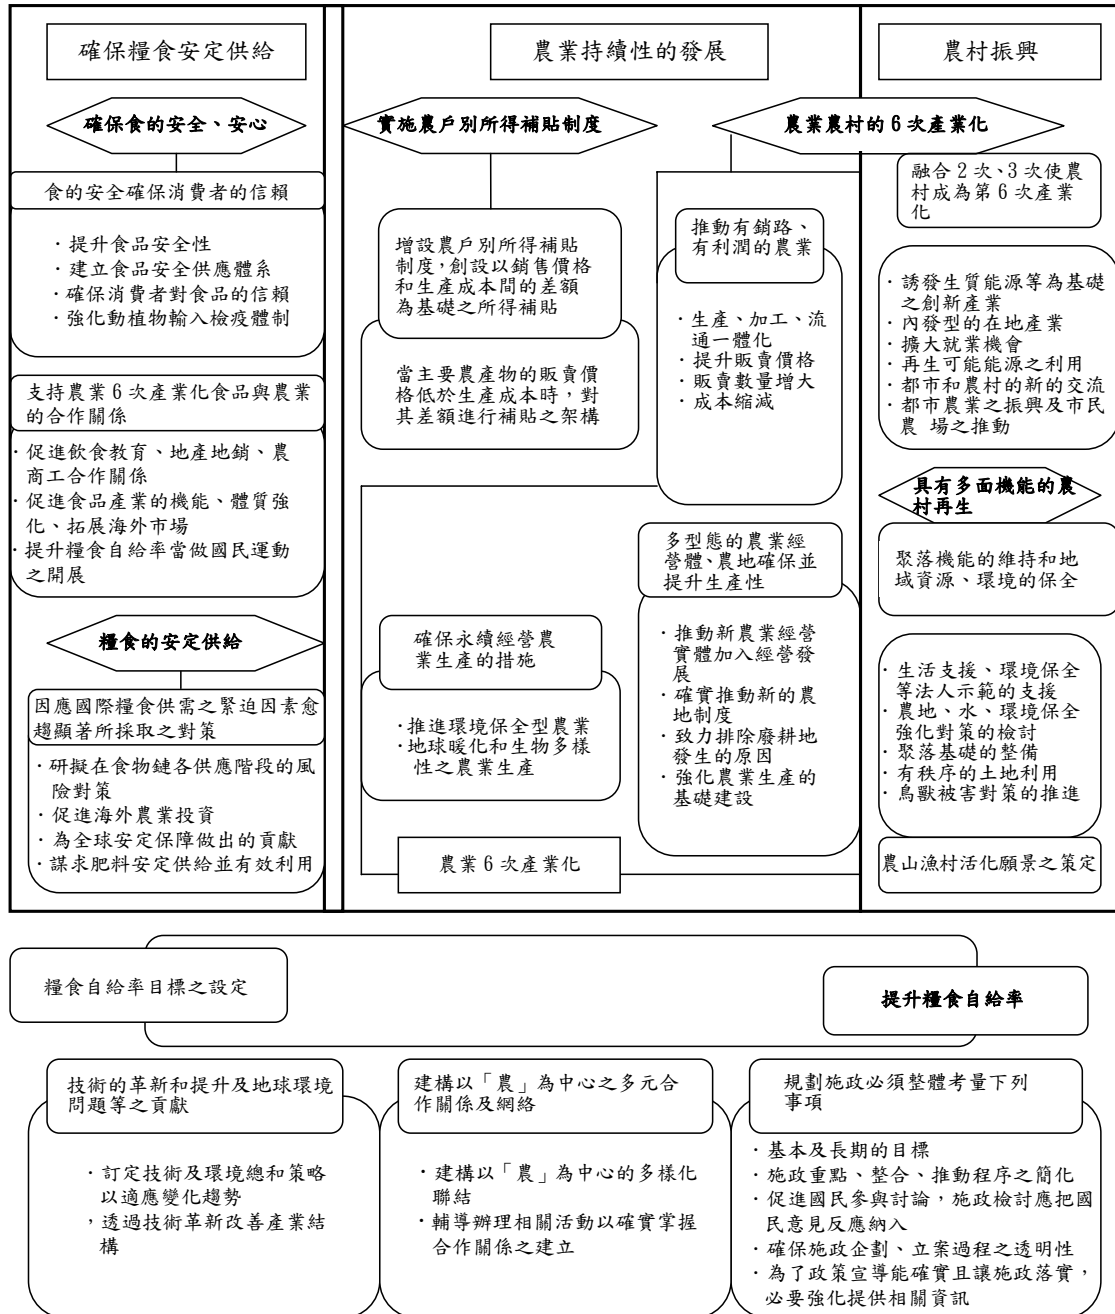 確保糧食安定供給
確保食的安全、安心
食的安全確保消費者的信賴
．提升食品安全性
．建立食品安全供應體系
．確保消費者對食品的信賴
．強化動植物輸入檢疫體制
支持農業 6 次產業化食品與農業
的合作關係
．促進飲食教育、地產地銷、農
商工合作關係
．促進食品產業的機能、體質強
化、拓展海外市場
．提升糧食自給率當做國民運動
之開展
糧食的安定供給
因應國際糧食供需之緊迫因素愈
趨顯著所採取之對策
．研擬在食物鏈各供應階段的風
險對策
．促進海外農業投資
．為全球安定保障做出的貢獻
．謀求肥料安定供給並有效利用
農業持續性的發展
實施農戶別所得補貼制度
增設農戶別所得補貼
制度，創設以銷售價格
和生產成本間的差額
為基礎之所得補貼
當主要農產物的販賣價
格低於生產成本時，對
其差額進行補貼之架構
農業農村的 6 次產業化
推動有銷路、
有利潤的農業
．生產、加工、流
通一體化
．提升販賣價格
．販賣數量增大
．成本縮減
確保永續經營農
業生產的措施
．推進環境保全型農業
．地球暖化和生物多樣
性之農業生產
多型態的農業經
營體、農地確保並
提升生產性
．推動新農業經營
實體加入經營發
展
．確實推動新的農
地制度
．致力排除廢耕地
發生的原因
．強化農業生產的
基礎建設
農業 6 次產業化
農村振興
融合 2 次、3 次使農
村成為第 6 次產業
化
．誘發生質能源等為基礎
之創新產業
．內發型的在地產業
．擴大就業機會
．再生可能能源之利用
．都市和農村的新的交流
．都市農業之振興及市民
農 場之推動
具有多面機能的農
村再生
聚落機能的維持和地
域資源、環境的保全
．生活支援、環境保全
等法人示範的支援
．農地、水、環境保全
強化對策的檢討
．聚落基礎的整備
．有秩序的土地利用
．鳥獸被害對策的推進
農山漁村活化願景之策定
糧食自給率目標之設定
提升糧食自給率
技術的革新和提升及地球環境
問題等之貢獻
．訂定技術及環境總和策略
以適應變化趨勢
，透過技術革新改善產業結
構
建構以「農」為中心之多元合
作關係及網絡
．建構以「農」為中心的多樣化
聯結
．輔導辦理相關活動以確實掌握
合作關係之建立
規劃施政必須整體考量下列
事項
．基本及長期的目標
．施政重點、整合、推動程序之簡化
．促進國民參與討論，施政檢討應把國
民意見反應納入
．確保施政企劃、立案過程之透明性
．為了政策宣導能確實且讓施政落實，
必要強化提供相關資訊